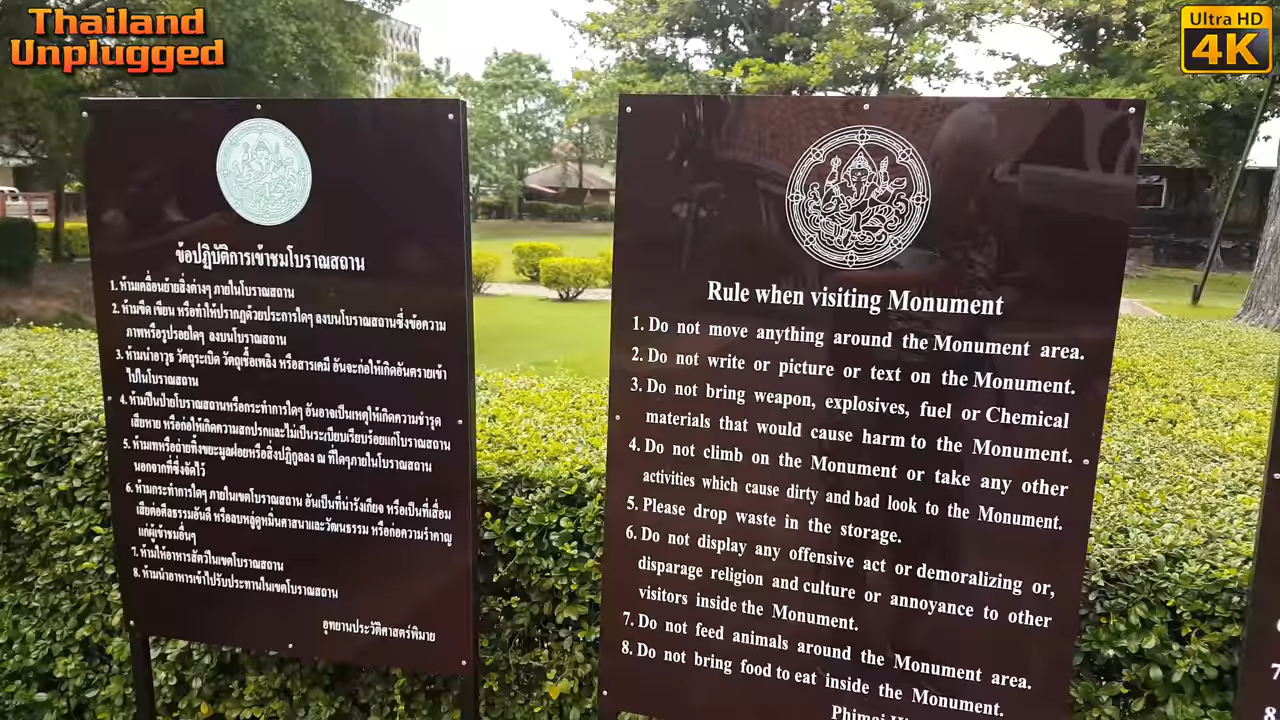 Thailand
Unplugged
Ultra HD
4K
ข้อปฏิบัติการเข้าชมโบราณสถาน
1. ห้ามเคลื่อนย้ายสิ่งต่างๆ ภายในโบราณสถาน
2. ห้ามขีด เขียน หรือทำให้ปรากฏด้วยประการใดๆ ลงบนโบราณสถานซึ่งข้อความ
ภาพหรือรูปรอยใดๆ ลงบนโบราณสถาน
3. ห้ามนำอาวุธ วัตถุระเบิด วัตถุเชื้อเพลิง หรือสารเคมี อันจะก่อให้เกิดอันตรายเข้า
ไปในโบราณสถาน
4. ห้ามปีนป่ายโบราณสถานหรือกระทำการใดๆ อันอาจเป็นเหตุให้เกิดความชำรุด
เสียหาย หรือก่อให้เกิดความสกปรกและไม่เป็นระเบียบเรียบร้อยแก่โบราณสถาน
5. ห้ามเทหรือถ่ายทิ้งขยะมูลฝอยหรือสิ่งปฏิกูลลง ณ ที่ใดๆภายในโบราณสถาน
นอกจากที่ซึ่งจัดไว้
6. ห้ามกระทำการใดๆ ภายในเขตโบราณสถาน อันเป็นที่น่ารังเกียจ หรือเป็นที่เสื่อม
เสียต่อศีลธรรมอันดี หรือลบหลู่ดูหมิ่นศาสนาและวัฒนธรรม หรือก่อความรำคาญ
แก่ผู้เข้าชมอื่นๆ
7. ห้ามให้อาหารสัตว์ในเขตโบราณสถาน
8. ห้ามนำอาหารเข้าไปรับประทานในเขตโบราณสถาน
อุทยานประวัติศาสตร์พิมาย
Rule when visiting Monument
1. Do not move anything around the Monument area.
2. Do not write or picture or text on the Monument.
3. Do not bring weapon, explosives, fuel or Chemical
materials that would cause harm to the Monument.
4. Do not climb on the Monument or take any other
activities which cause dirty and bad look to the Monument.
5. Please drop waste in the storage.
6. Do not display any offensive act or demoralizing or,
disparage religion and culture or annoyance to other
visitors inside the Monument.
7. Do not feed animals around the Monument area.
8. Do not bring food to eat inside the Monument.
Phimai
7
8